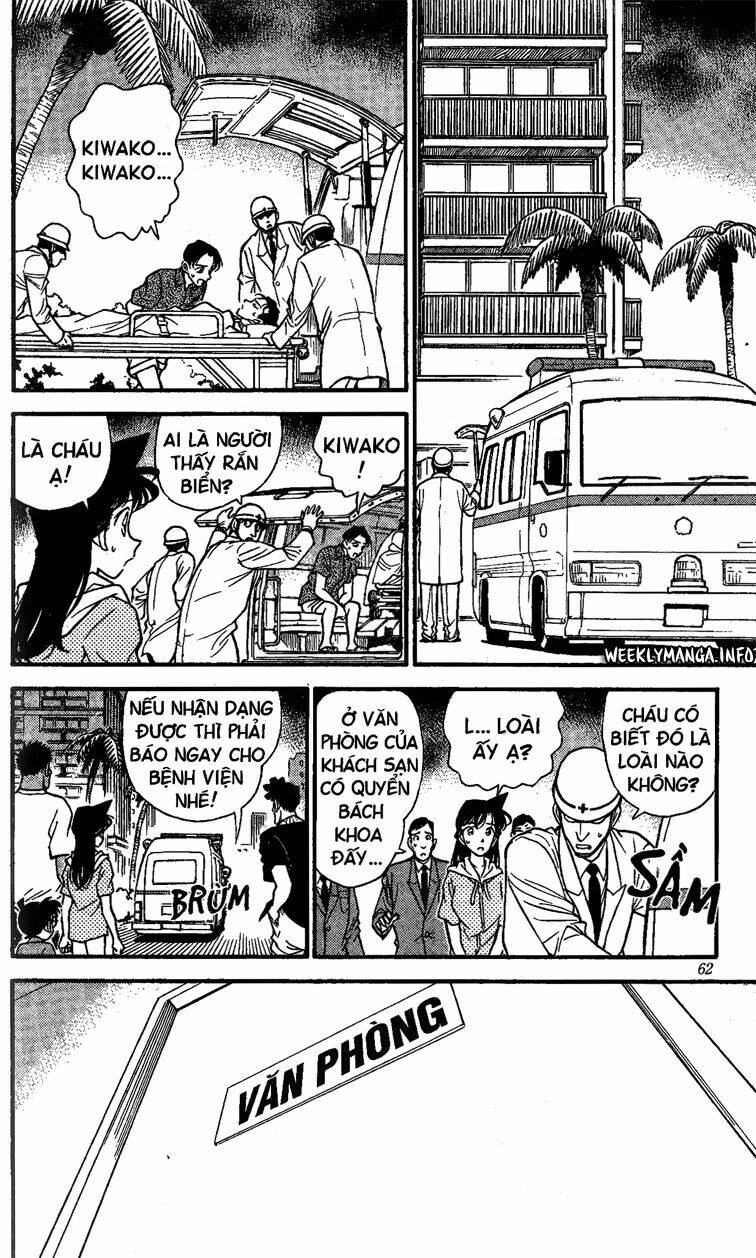 KIWAKO...
KIWAKO...
WEEKLYMANGA.INFO
KIWAKO
!
AI LÀ NGƯỜI
THẤY RẮN
BIỂN?
LÀ CHÁU
Ạ!
CHÁU CÓ
BIẾT ĐÓ LÀ
LOÀI NÀO
KHÔNG?
L... LOÀI
ẤY Ạ?
Ở VĂN
PHÒNG CỦA
KHÁCH SẠN
CÓ QUYỂN
BÁCH
KHOA
ĐẤY...
SẦM
NẾU NHẬN DẠNG
ĐƯỢC THÌ PHẢI
BÁO NGAY CHO
BỆNH VIỆN
NHÉ!
BRỪM
62
VĂN PHÒNG